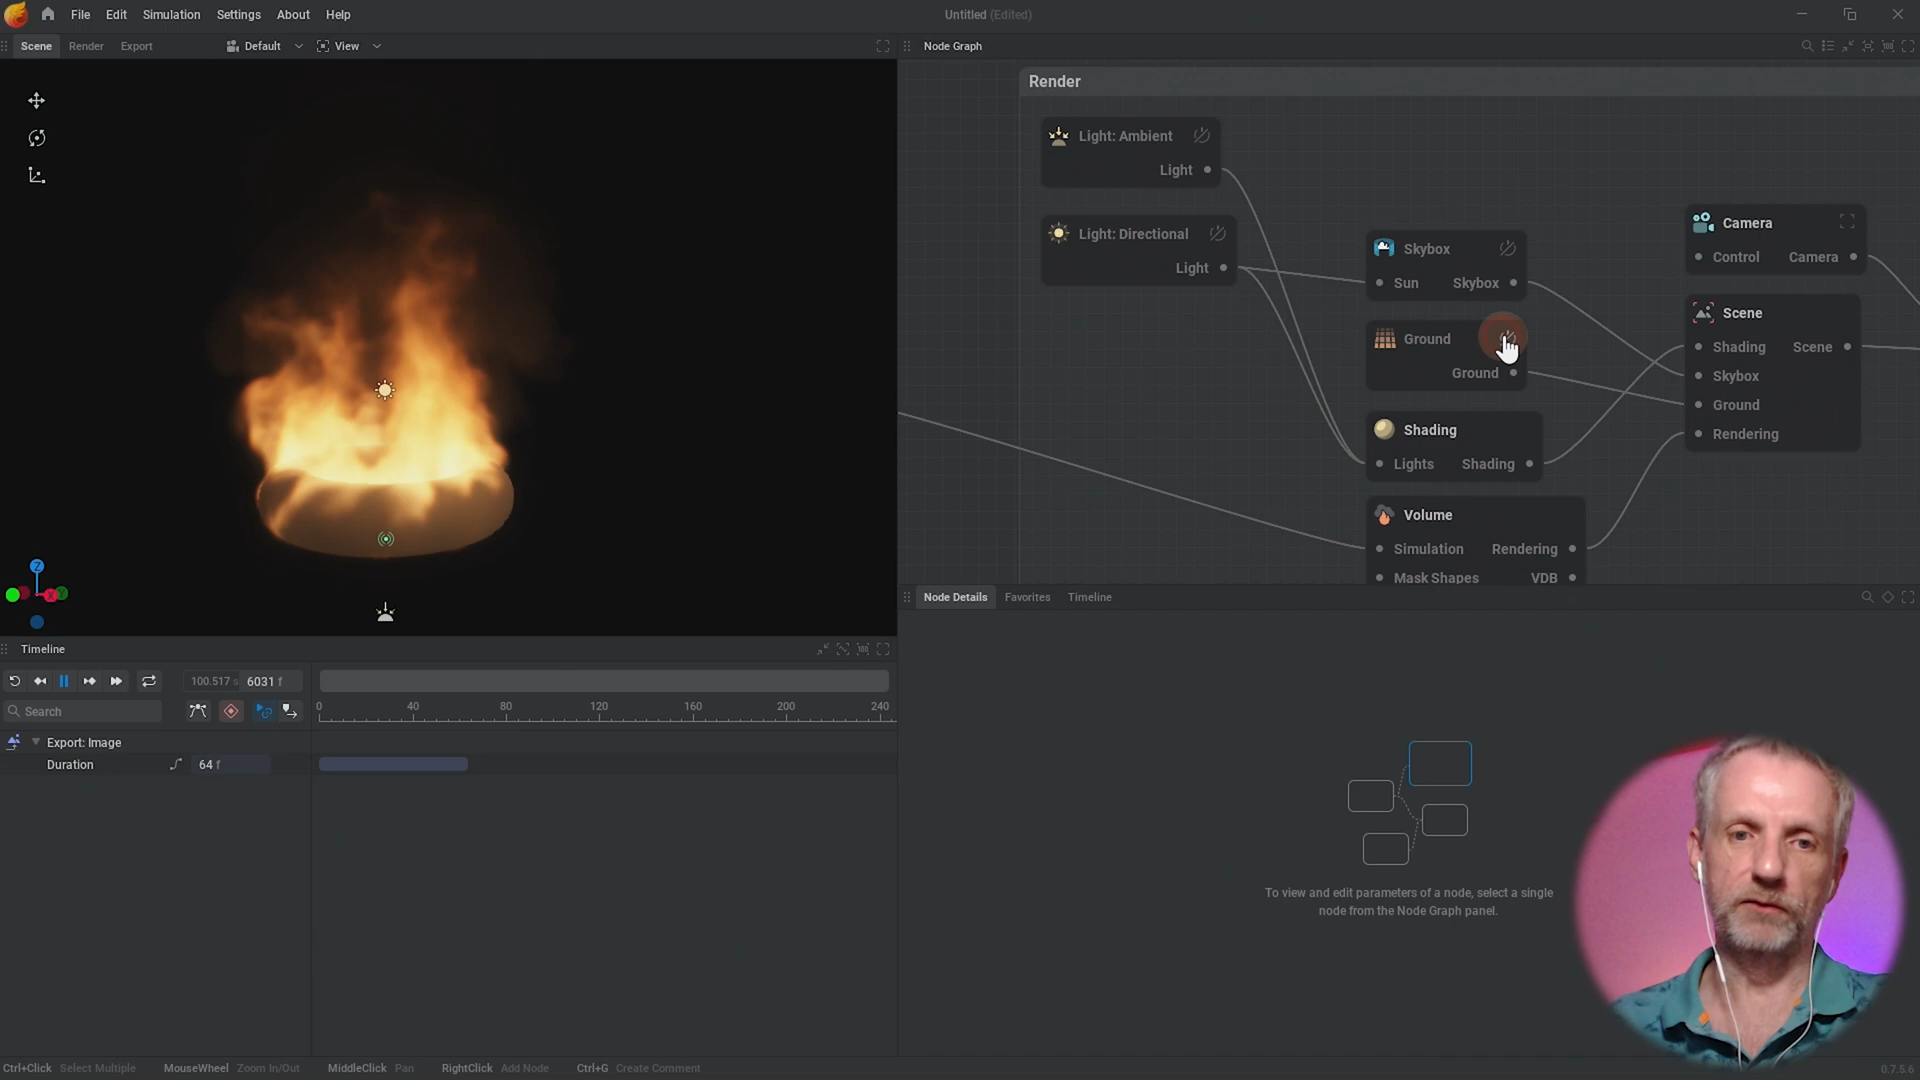 File Edit Simulation Settings About Help
Untitled (Edited)
Scene Render Export
Default
View
Node Graph
Render
Light: Ambient
Light
Light: Directional
Light
Skybox
Sun Skybox
Ground
Ground
Shading
Lights Shading
Volume
Simulation Rendering
Mask Shapes VDB
Camera
Control Camera
Scene
Shading Scene
Skybox
Ground
Rendering
Z
X
Y
Timeline
100.517 s 6031 f
Search
0 40 80 120 160 200 240
Export: Image
Duration 64 f
Node Details Favorites Timeline
To view and edit parameters of a node, select a single
node from the Node Graph panel.
Ctrl+Click Select Multiple MouseWheel Zoom In/Out MiddleClick Pan RightClick Add Node Ctrl+G Create Comment
0.7.5.6